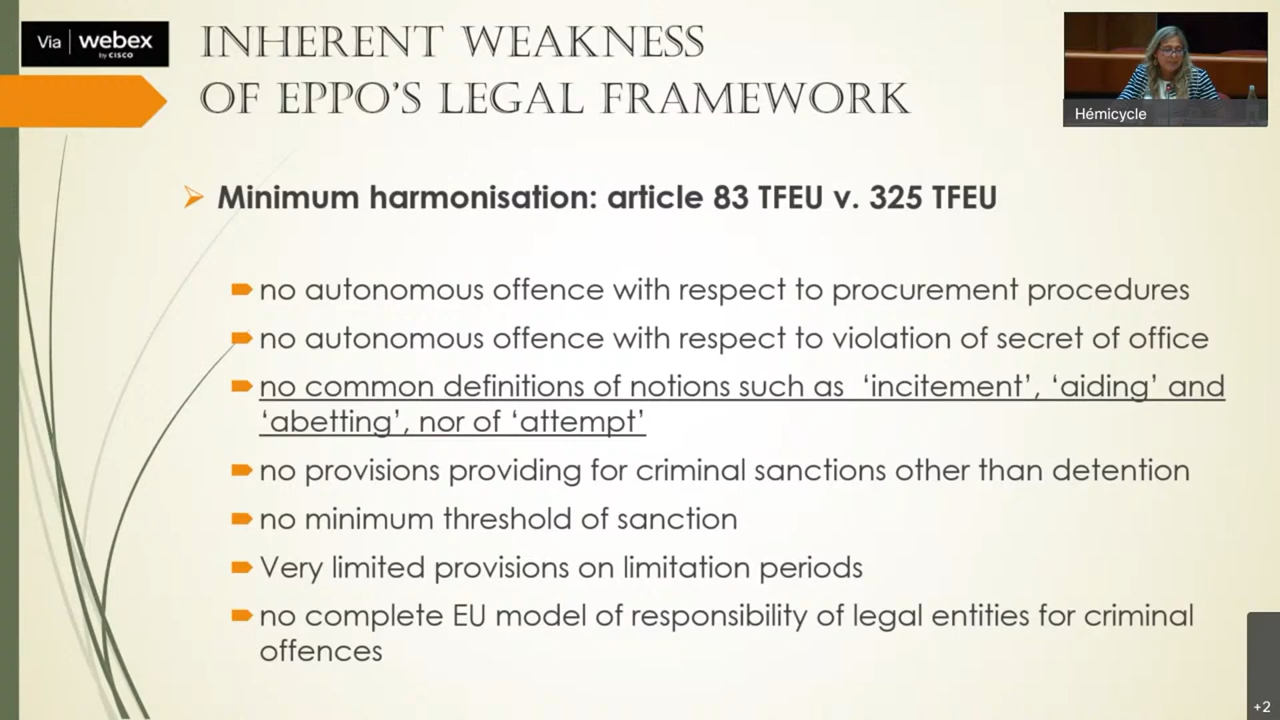 Via | webex
by CISCO
INHERENT WEAKNESS
OF EPPO'S LEGAL FRAMEWORK
Hémicycle
Minimum harmonisation: article 83 TFEU v. 325 TFEU
no autonomous offence with respect to procurement procedures
no autonomous offence with respect to violation of secret of office
no common definitions of notions such as ‘incitement’, ‘aiding’ and
‘abetting’, nor of ‘attempt’
no provisions providing for criminal sanctions other than detention
no minimum threshold of sanction
Very limited provisions on limitation periods
no complete EU model of responsibility of legal entities for criminal
offences
+2